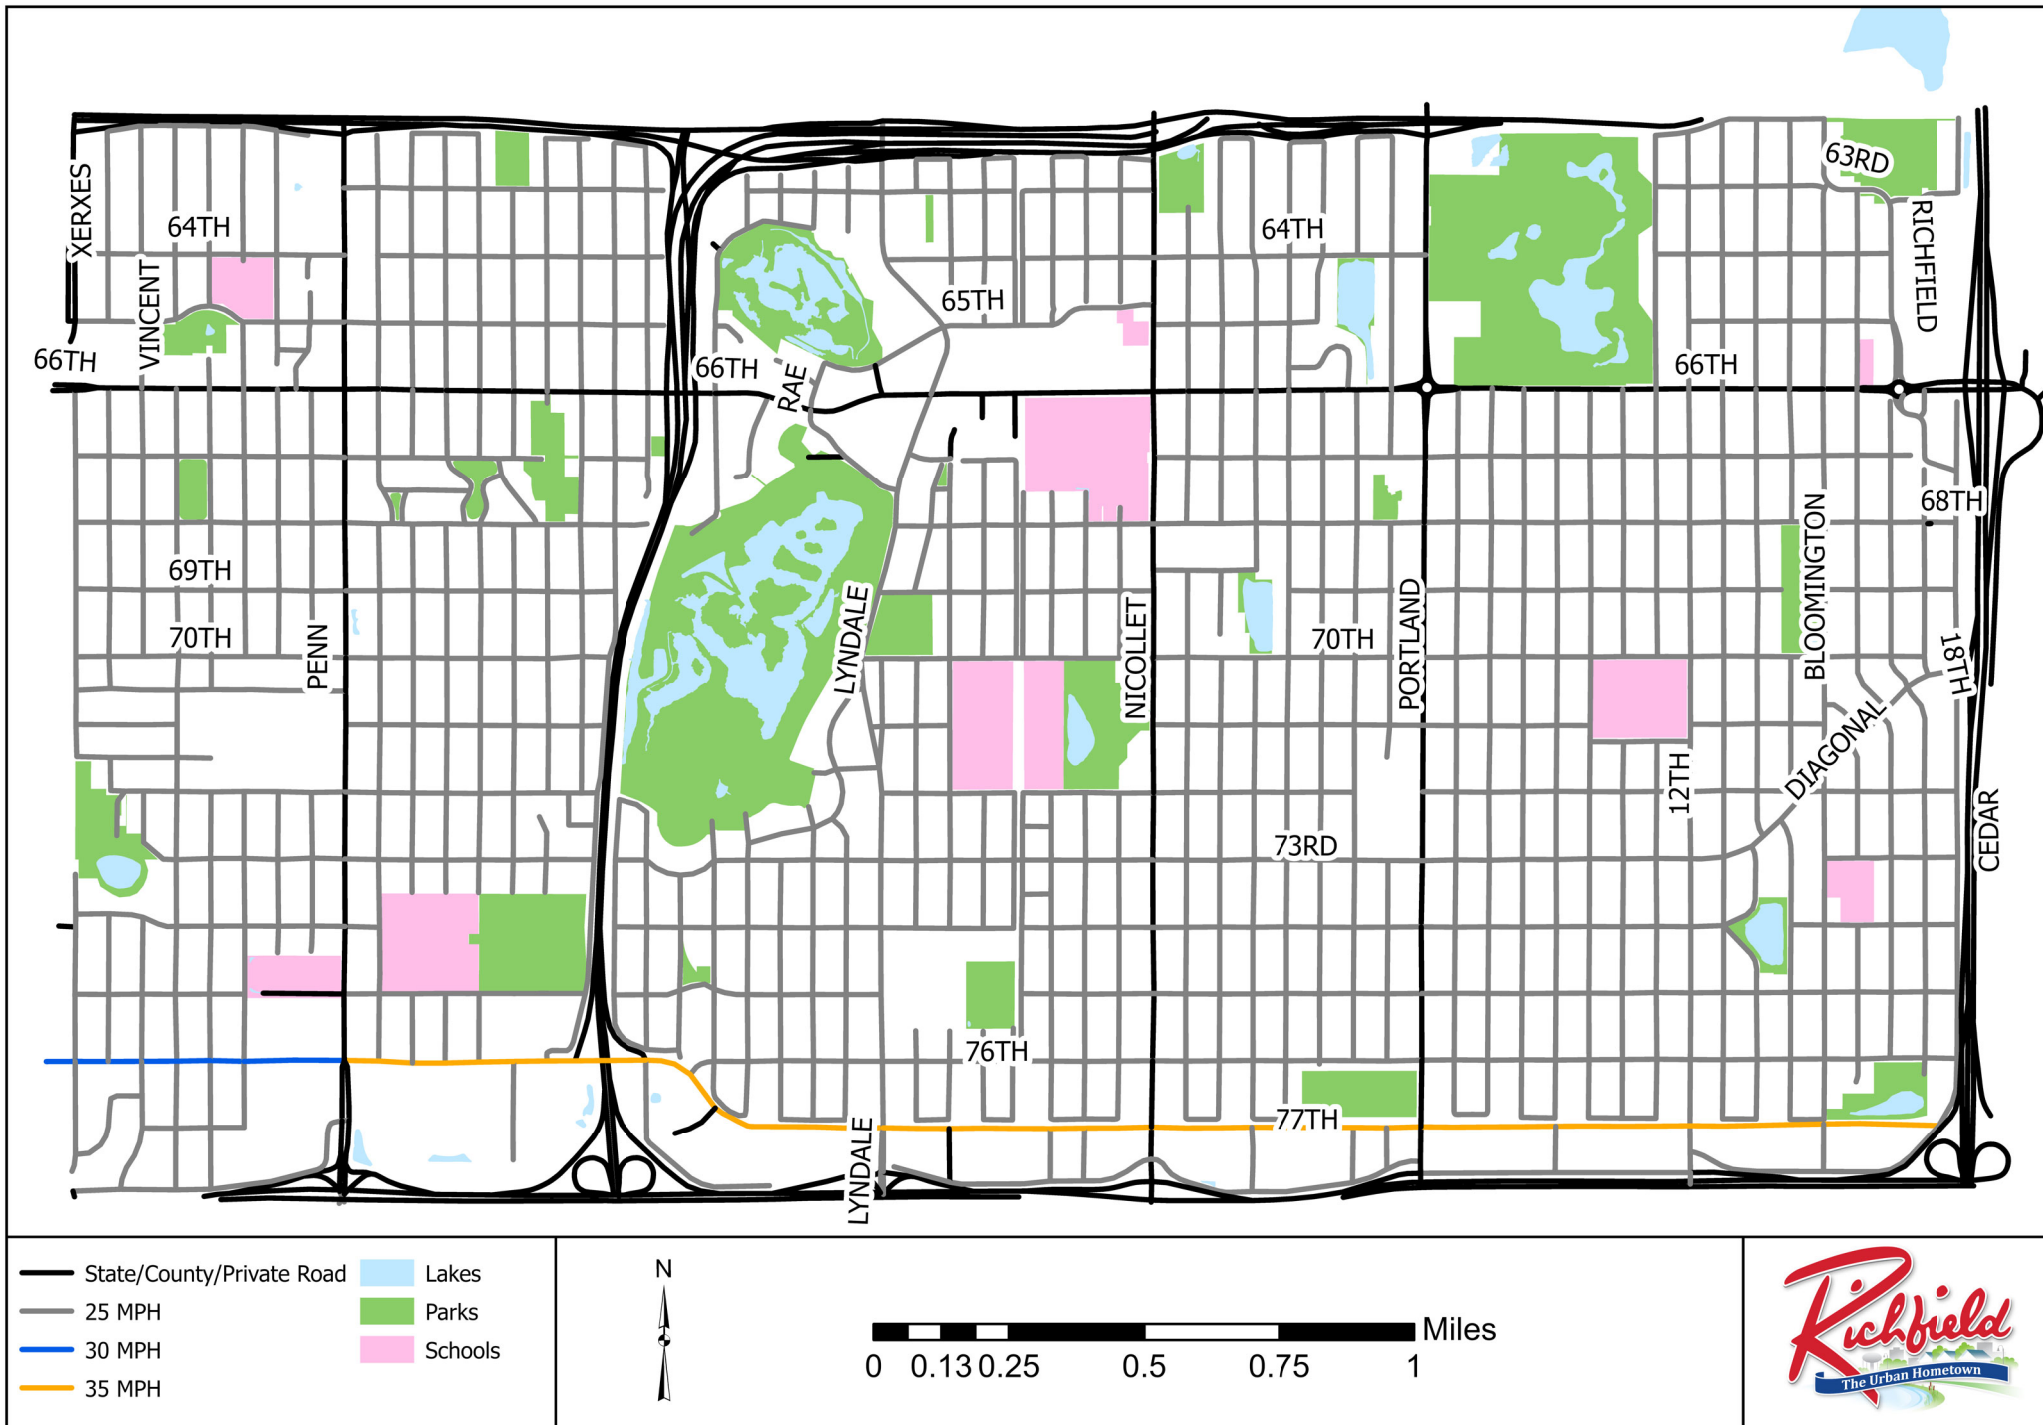 63RD
XERXES
64TH
64TH
RICHFIELD
VINCENT
65TH
66TH
66TH
RAE
66TH
68TH
BLOOMINGTON
69TH
70TH
PENN
LYNDALE
NICOLLET
70TH
PORTLAND
18TH
DIAGONAL
12TH
CEDAR
73RD
76TH
77TH
LYNDALE
State/County/Private Road
25 MPH
30 MPH
35 MPH
Lakes
Parks
Schools
N
Miles
0 0.13 0.25 0.5 0.75 1
Richfield
The Urban Hometown